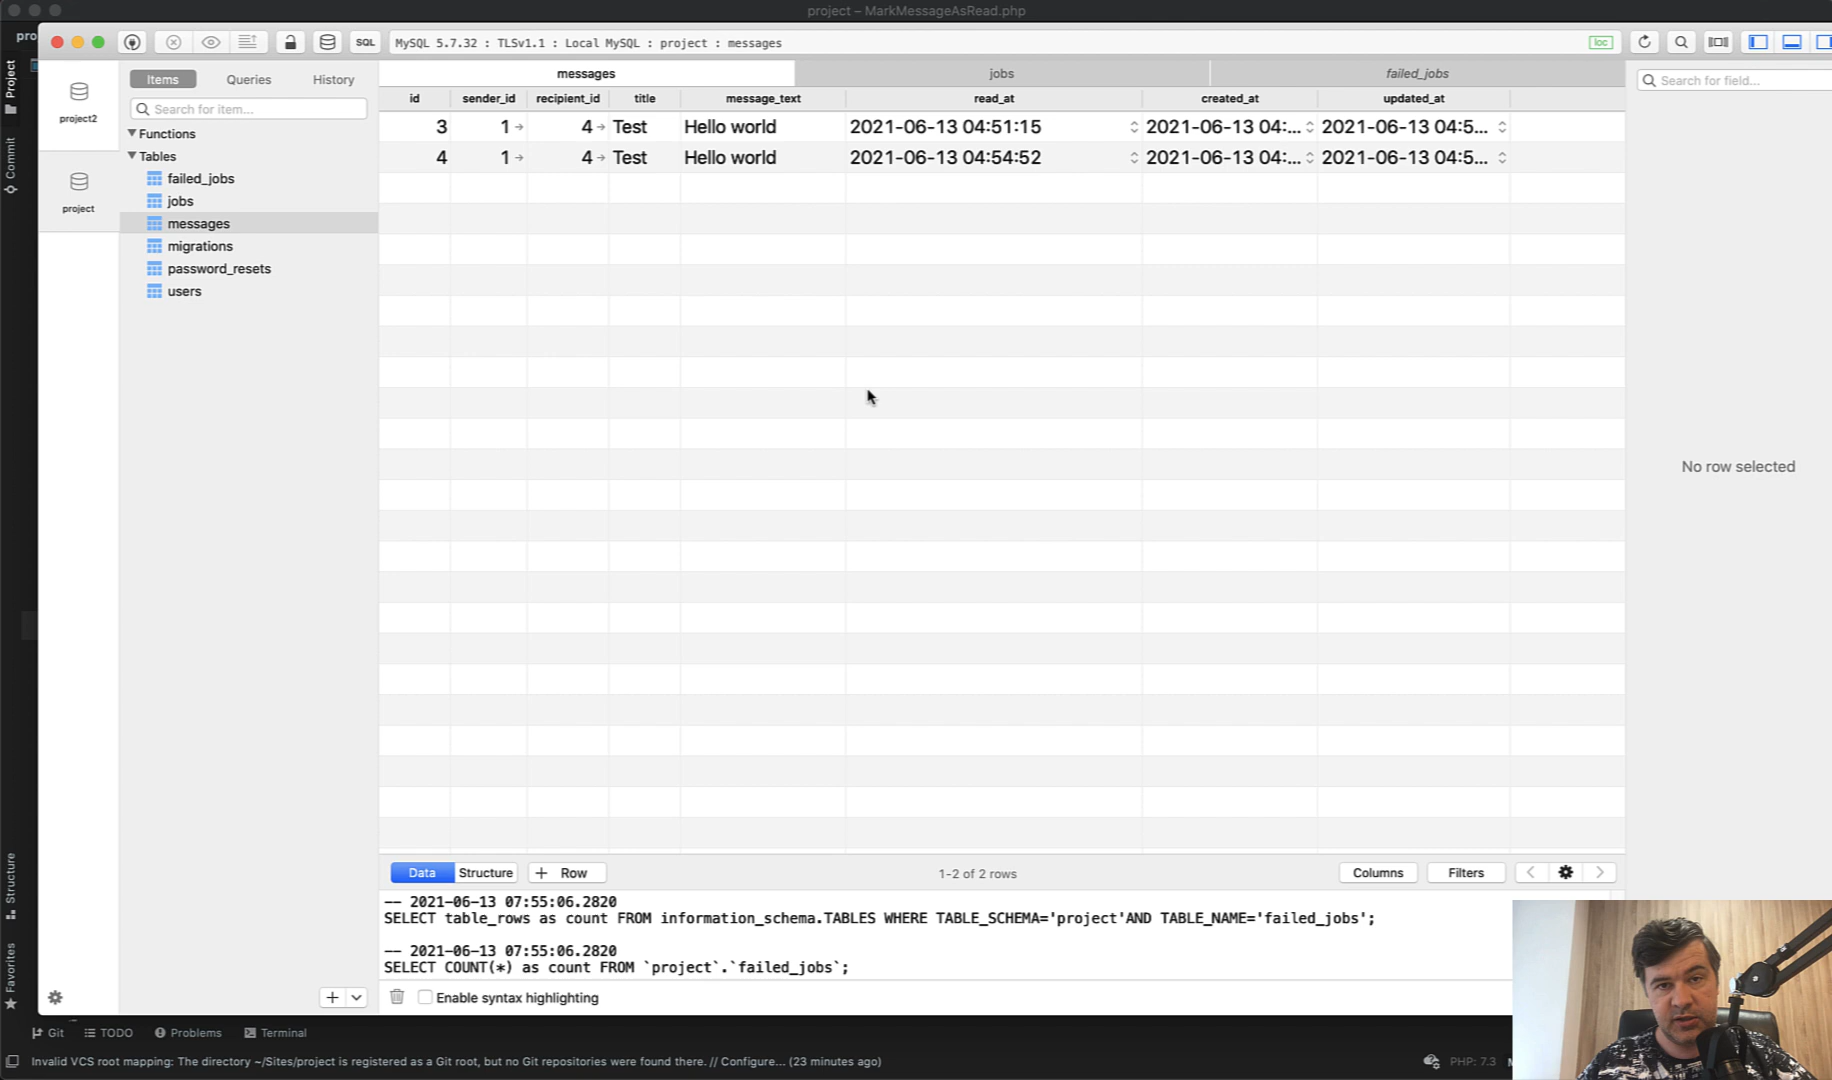 project – MarkMessageAsRead.php
pro
SQL
MySQL 5.7.32 : TLSv1.1 : Local MySQL : project : messages
loc
Project
Commit
Structure
Favorites
project2
project
Items Queries History
Search for item...
Functions
Tables
failed_jobs
jobs
messages
migrations
password_resets
users
messages jobs failed_jobs
id sender_id recipient_id title message_text read_at created_at updated_at
3 1 4 Test Hello world 2021-06-13 04:51:15 2021-06-13 04:... 2021-06-13 04:5...
4 1 4 Test Hello world 2021-06-13 04:54:52 2021-06-13 04:... 2021-06-13 04:5...
Search for field...
No row selected
Data Structure + Row 1-2 of 2 rows Columns Filters
-- 2021-06-13 07:55:06.2820
SELECT table_rows as count FROM information_schema.TABLES WHERE TABLE_SCHEMA='project'AND TABLE_NAME='failed_jobs';
-- 2021-06-13 07:55:06.2820
SELECT COUNT(*) as count FROM `project`.`failed_jobs`;
Enable syntax highlighting
Git TODO Problems Terminal
Invalid VCS root mapping: The directory ~/Sites/project is registered as a Git root, but no Git repositories were found there. // Configure... (23 minutes ago)
PHP: 7.3